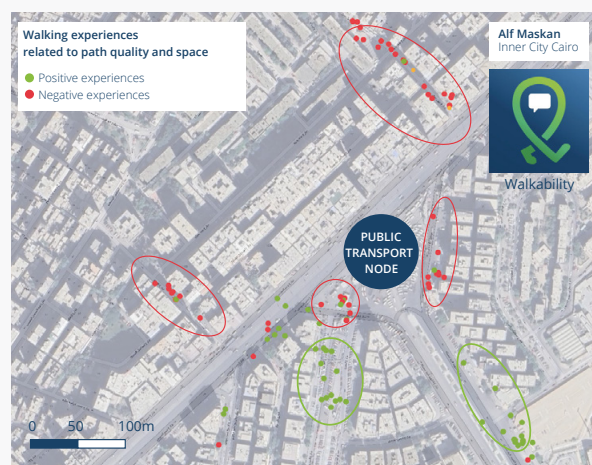 Walking experiences
related to path quality and space
Positive experiences
Negative experiences
Alf Maskan
Inner City Cairo
Walkability
PUBLIC
TRANSPORT
NODE
0 50 100m